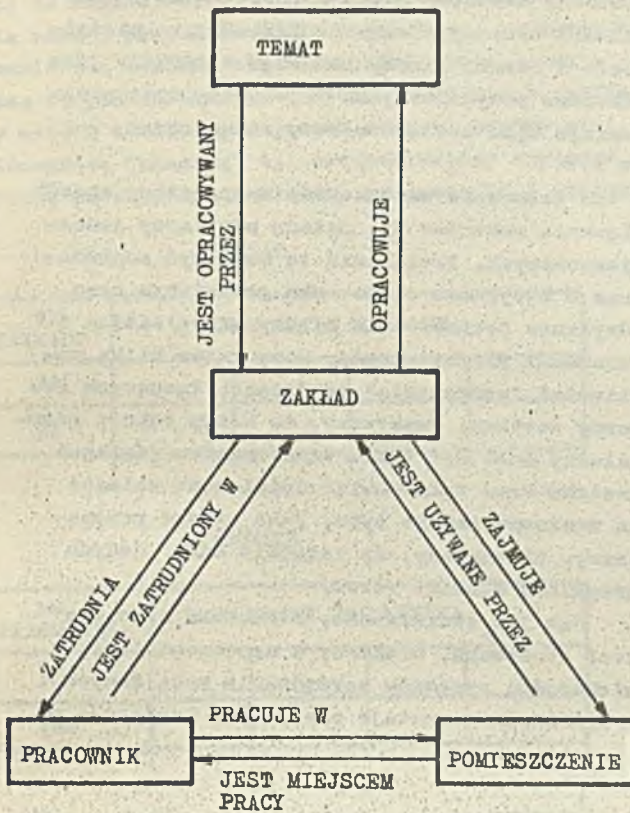 TEMAT
JEST OPRACOWYWANY
PRZEZ
OPRACOWUJE
ZAKŁAD
ZATRUDNIA
JEST ZATRUDNIONY W
JEST UŻYWANE PRZEZ
ZAJMUJE
PRACOWNIK
PRACUJE W
JEST MIEJSCEM
PRACY
POMIESZCZENIE